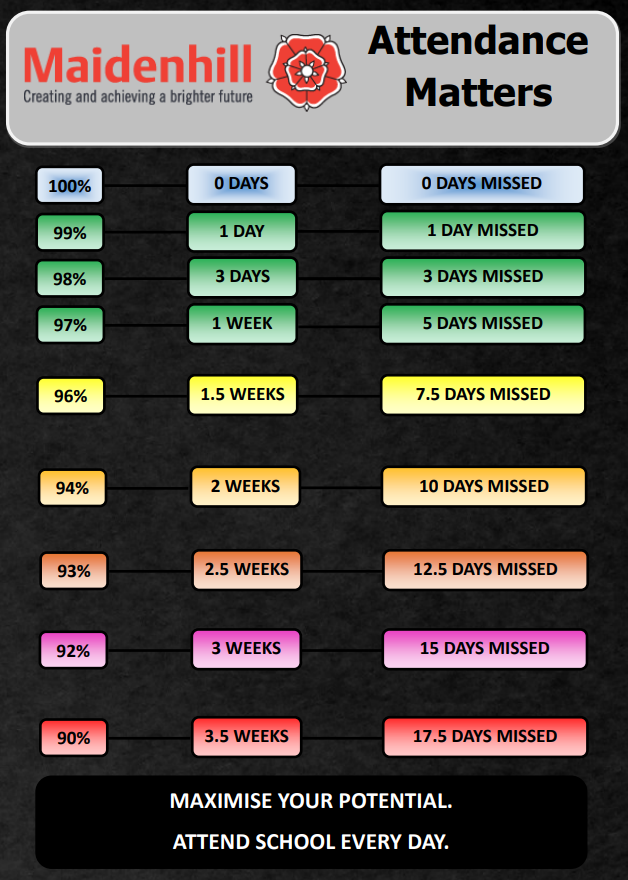 Maidenhill
Creating and achieving a brighter future
Attendance
Matters
100% 0 DAYS 0 DAYS MISSED
99% 1 DAY 1 DAY MISSED
98% 3 DAYS 3 DAYS MISSED
97% 1 WEEK 5 DAYS MISSED
96% 1.5 WEEKS 7.5 DAYS MISSED
94% 2 WEEKS 10 DAYS MISSED
93% 2.5 WEEKS 12.5 DAYS MISSED
92% 3 WEEKS 15 DAYS MISSED
90% 3.5 WEEKS 17.5 DAYS MISSED
MAXIMISE YOUR POTENTIAL.
ATTEND SCHOOL EVERY DAY.